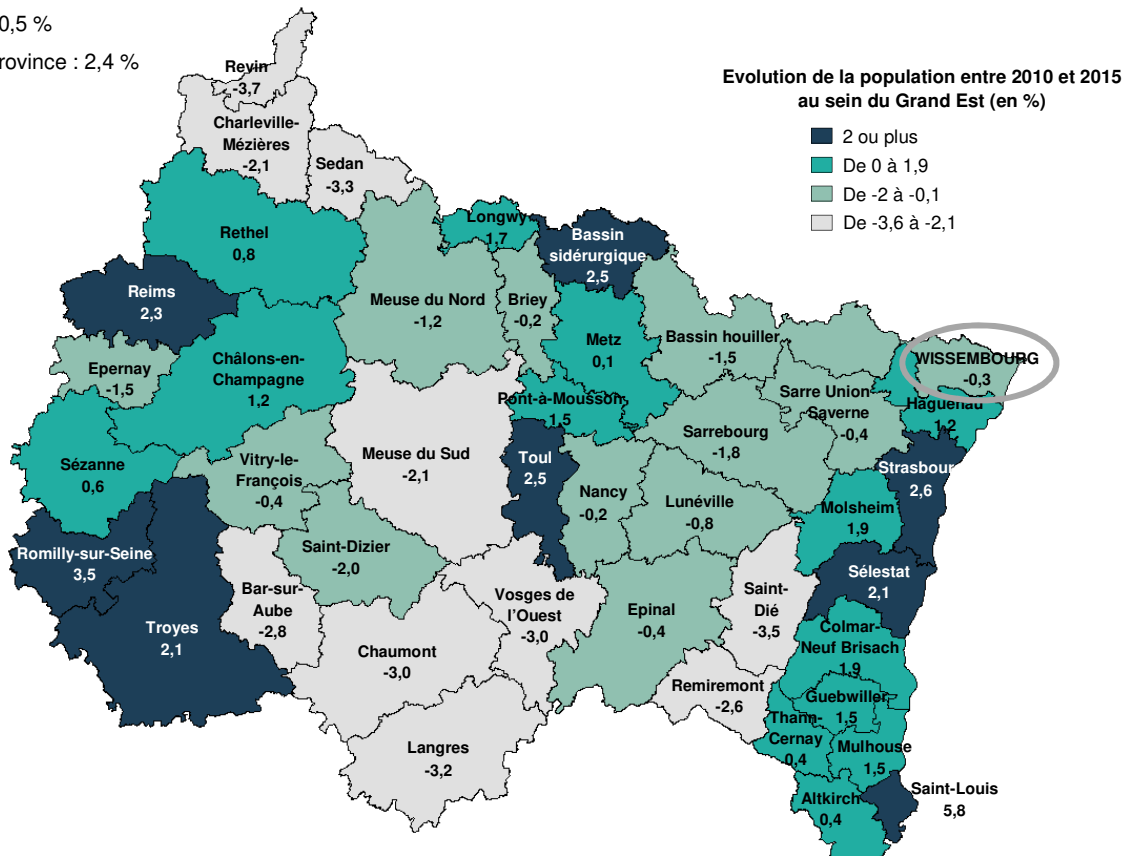 0,5 %
rovince : 2,4 %
Evolution de la population entre 2010 et 2015
au sein du Grand Est (en %)
2 ou plus
De 0 à 1,9
De -2 à -0,1
De -3,6 à -2,1
Revin
-3,7
Charleville-
Mézières
-2,1
Sedan
-3,3
Rethel
0,8
Longwy
1,7
Bassin
sidérurgique
2,5
Reims
2,3
Meuse du Nord
-1,2
Briey
-0,2
Metz
0,1
Bassin houiller
-1,5
WISSEMBOURG
-0,3
Epernay
-1,5
Châlons-en-
Champagne
1,2
Pont-à-Mousson
1,5
Sarre Union
Saverne
-0,4
Haguenau
1,2
Sézanne
0,6
Vitry-le-
François
-0,4
Meuse du Sud
-2,1
Toul
2,5
Nancy
-0,2
Sarrebourg
-1,8
Lunéville
-0,8
Strasbour
2,6
Molsheim
1,9
Romilly-sur-Seine
3,5
Saint-Dizier
-2,0
Bar-sur-
Aube
-2,8
Vosges de
l'Ouest
-3,0
Epinal
-0,4
Saint-
Dié
-3,5
Sélestat
2,1
Troyes
2,1
Chaumont
-3,0
Colmar-
Neuf Brisach
1,9
Remiremont
-2,6
Guebwiller
1,5
Thann-
Cernay
0,4
Mulhouse
1,5
Langres
-3,2
Altkirch
0,4
Saint-Louis
5,8